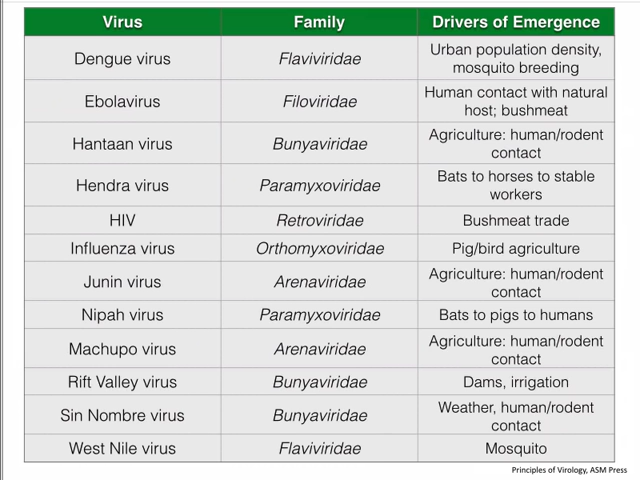 Virus Family Drivers of Emergence
Dengue virus Flaviviridae Urban population density,
mosquito breeding
Ebolavirus Filoviridae Human contact with natural
host; bushmeat
Hantaan virus Bunyaviridae Agriculture: human/rodent
contact
Hendra virus Paramyxoviridae Bats to horses to stable
workers
HIV Retroviridae Bushmeat trade
Influenza virus Orthomyxoviridae Pig/bird agriculture
Junin virus Arenaviridae Agriculture: human/rodent
contact
Nipah virus Paramyxoviridae Bats to pigs to humans
Machupo virus Arenaviridae Agriculture: human/rodent
contact
Rift Valley virus Bunyaviridae Dams, irrigation
Sin Nombre virus Bunyaviridae Weather, human/rodent
contact
West Nile virus Flaviviridae Mosquito
Principles of Virology, ASM Press